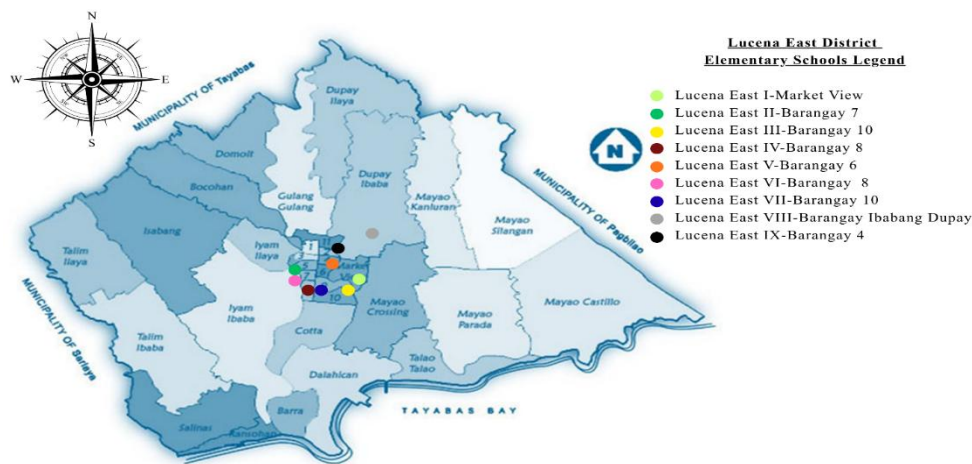 N
W
E
S
Lucena East District
Elementary Schools Legend
Lucena East I-Market View
Lucena East II-Barangay 7
Lucena East III-Barangay 10
Lucena East IV-Barangay 8
Lucena East V-Barangay 6
Lucena East VI-Barangay 8
Lucena East VII-Barangay 10
Lucena East VIII-Barangay Ibabang Dupay
Lucena East IX-Barangay 4
N
MUNICIPALITY OF Tayabas
MUNICIPALITY OF Pagbilao
MUNICIPALITY OF Sariaya
TAYABAS BAY
Dupay
Ilaya
Domoit
Bocohan
Gulang
Gulang
Dupay
Ibaba
Mayao
Kanluran
Mayao
Silangan
Isabang
Talim
Ilaya
Iyam
Ilaya
1
Market
7
10
Iyam
Ibaba
Mayao
Crossing
Mayao
Parada
Mayao Castillo
Talim
Ibaba
Cotta
Talao
Talao
Dalahican
Barra
Salinas
Ransohan